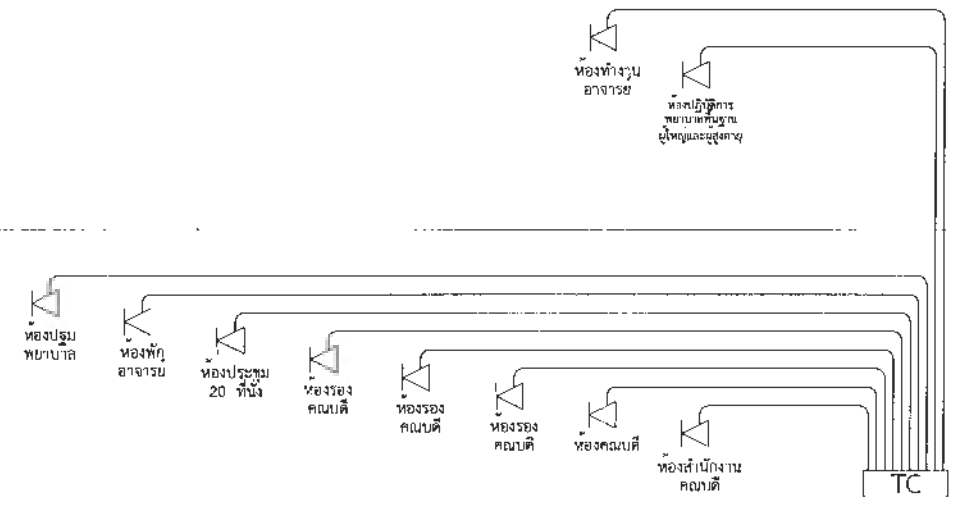 ห้องทำงาน
อาจารย์
ห้องปฏิบัติการ
พยาบาลพื้นฐาน
ผู้ใหญ่และผู้สูงอายุ
ห้องปฐม
พยาบาล
ห้องพัก
อาจารย์
ห้องประชุม
20 ที่นั่ง
ห้องรอง
คณบดี
ห้องรอง
คณบดี
ห้องรอง
คณบดี
ห้องคณบดี
ห้องสำนักงาน
คณบดี
TC